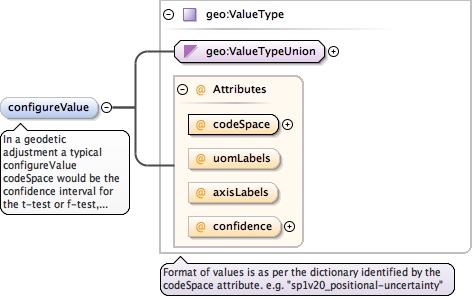 geo:ValueType
geo:ValueTypeUnion
@ Attributes
configureValue
@ codeSpace
In a geodetic
adjustment a typical
configureValue
codeSpace would be the
confidence interval for
the t-test or f-test,...
@ uomLabels
@ axisLabels
@ confidence
Format of values is as per the dictionary identified by the
codeSpace attribute. e.g. "sp1v20_positional-uncertainty"